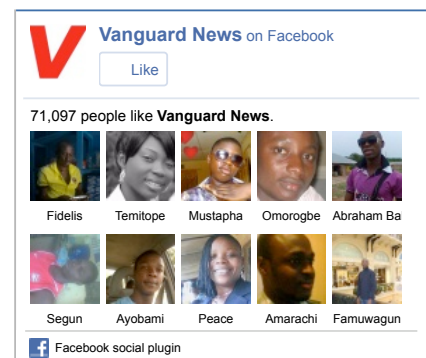 Vanguard News on Facebook
Like
71,097 people like Vanguard News.
Fidelis Temitope Mustapha Omorogbe Abraham Ba
Segun Ayobami Peace Amarachi Famuwagun
Facebook social plugin